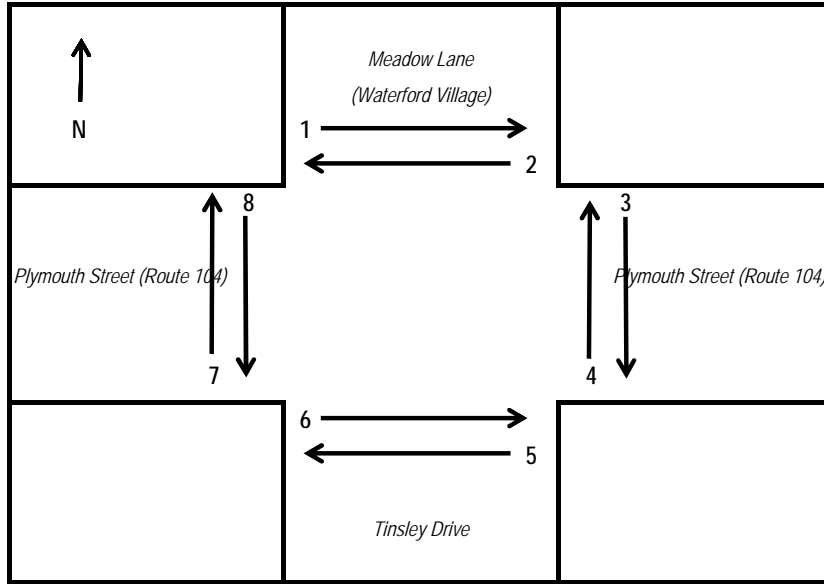 Meadow Lane
(Waterford Village)
N
1
2
8
3
Plymouth Street (Route 104)
Plymouth Street (Route 104)
7
4
6
5
Tinsley Drive